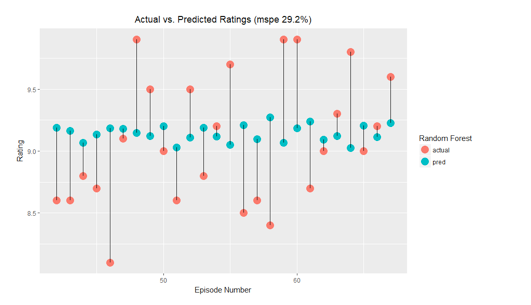 Actual vs. Predicted Ratings (mspe 29.2%)
9.5
9.0
8.5
Rating
50
60
Episode Number
Random Forest
actual
pred